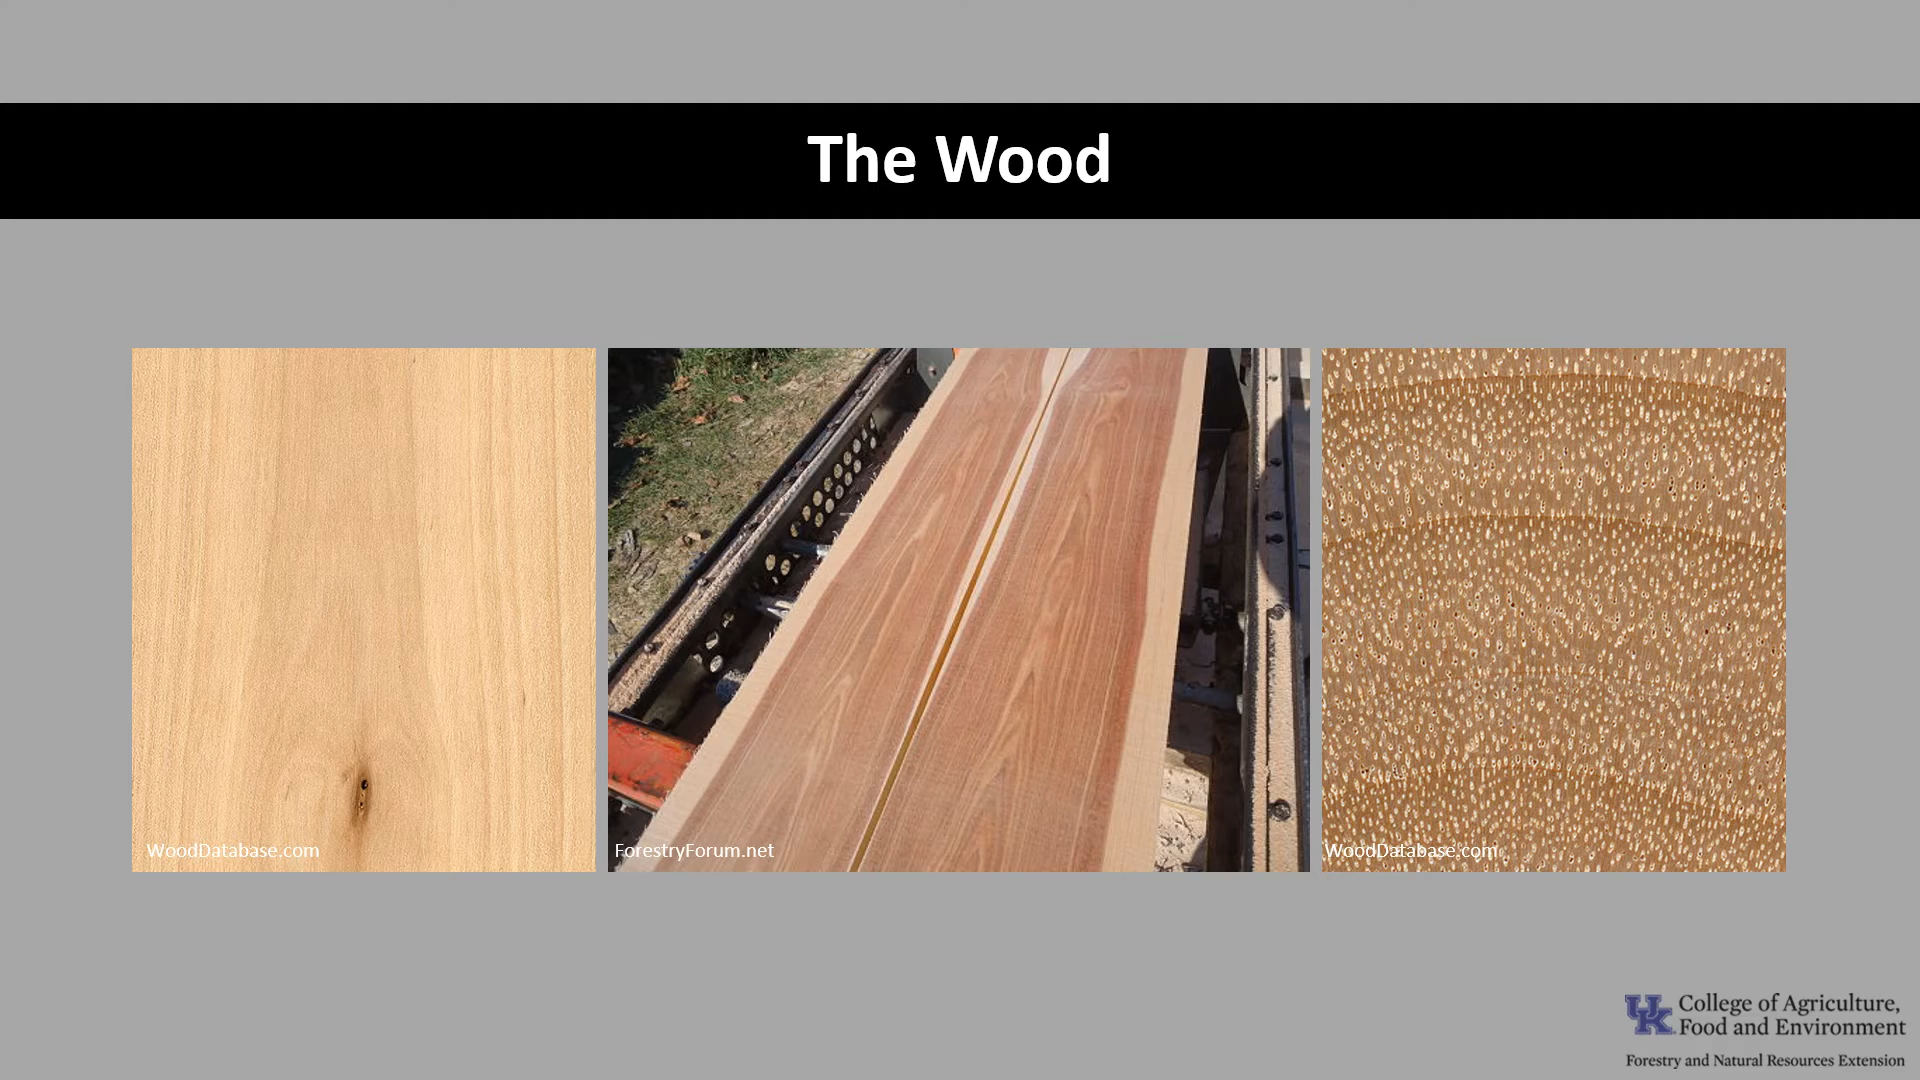 The Wood
WoodDatabase.com
ForestryForum.net
WoodDatabase.com
UK
College of Agriculture,
Food and Environment
Forestry and Natural Resources Extension